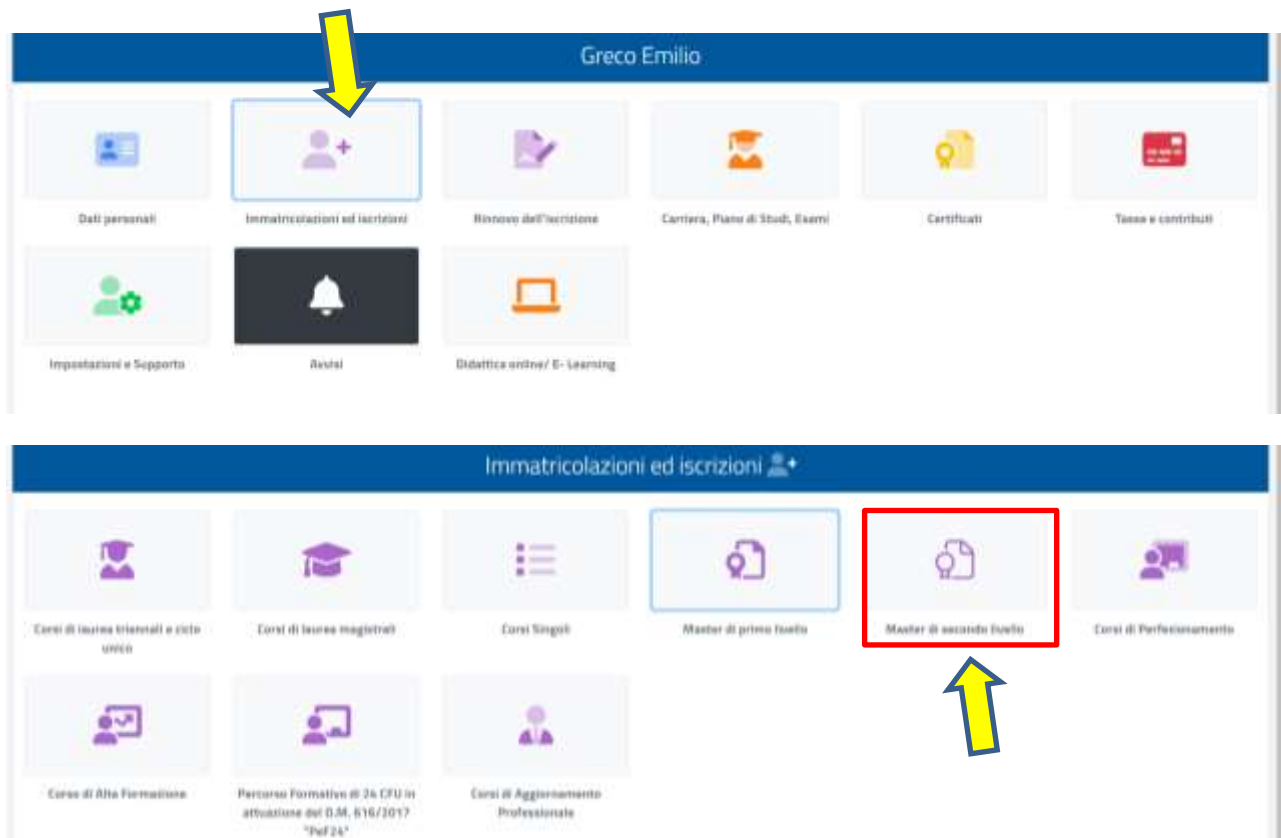 Greco Emilio
Dati personali
Immatricolazioni ed iscrizioni
Rinnovo dell'iscrizione
Carriera, Piano di Studi, Esami
Certificati
Tasse e contributi
Impostazioni e Supporto
Avvisi
Didattica online/ E- Learning
Immatricolazioni ed iscrizioni
Corsi di laurea triennali e ciclo
unico
Corsi di laurea magistrali
Corsi Singoli
Master di primo livello
Master di secondo livello
Corsi di Perfezionamento
Corso di Alta Formazione
Percorso Formativo di 24 CFU in
attuazione del D.M. 616/2017
"PeF24"
Corsi di Aggiornamento
Professionale